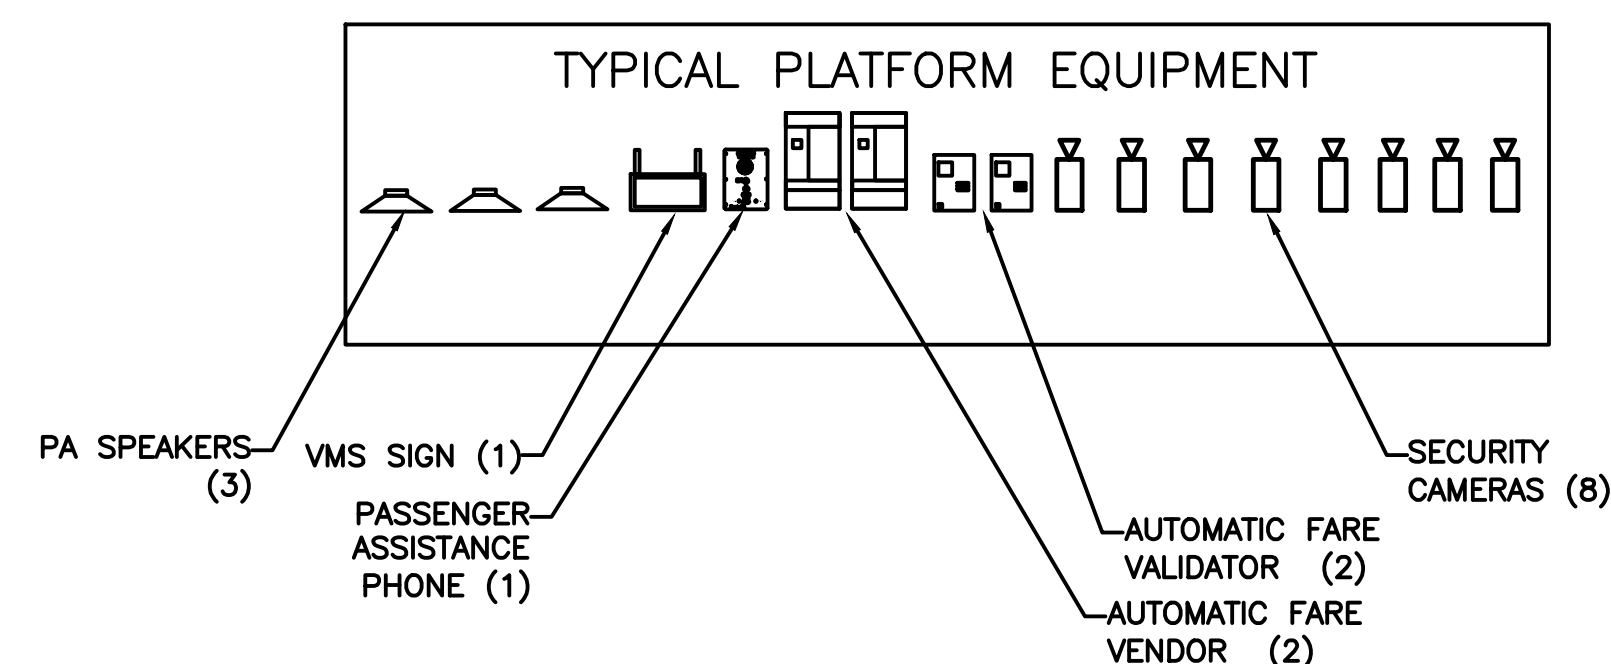 TYPICAL PLATFORM EQUIPMENT
PA SPEAKERS
(3)
VMS SIGN (1)
PASSENGER
ASSISTANCE
PHONE (1)
SECURITY
CAMERAS (8)
AUTOMATIC FARE
VALIDATOR (2)
AUTOMATIC FARE
VENDOR (2)